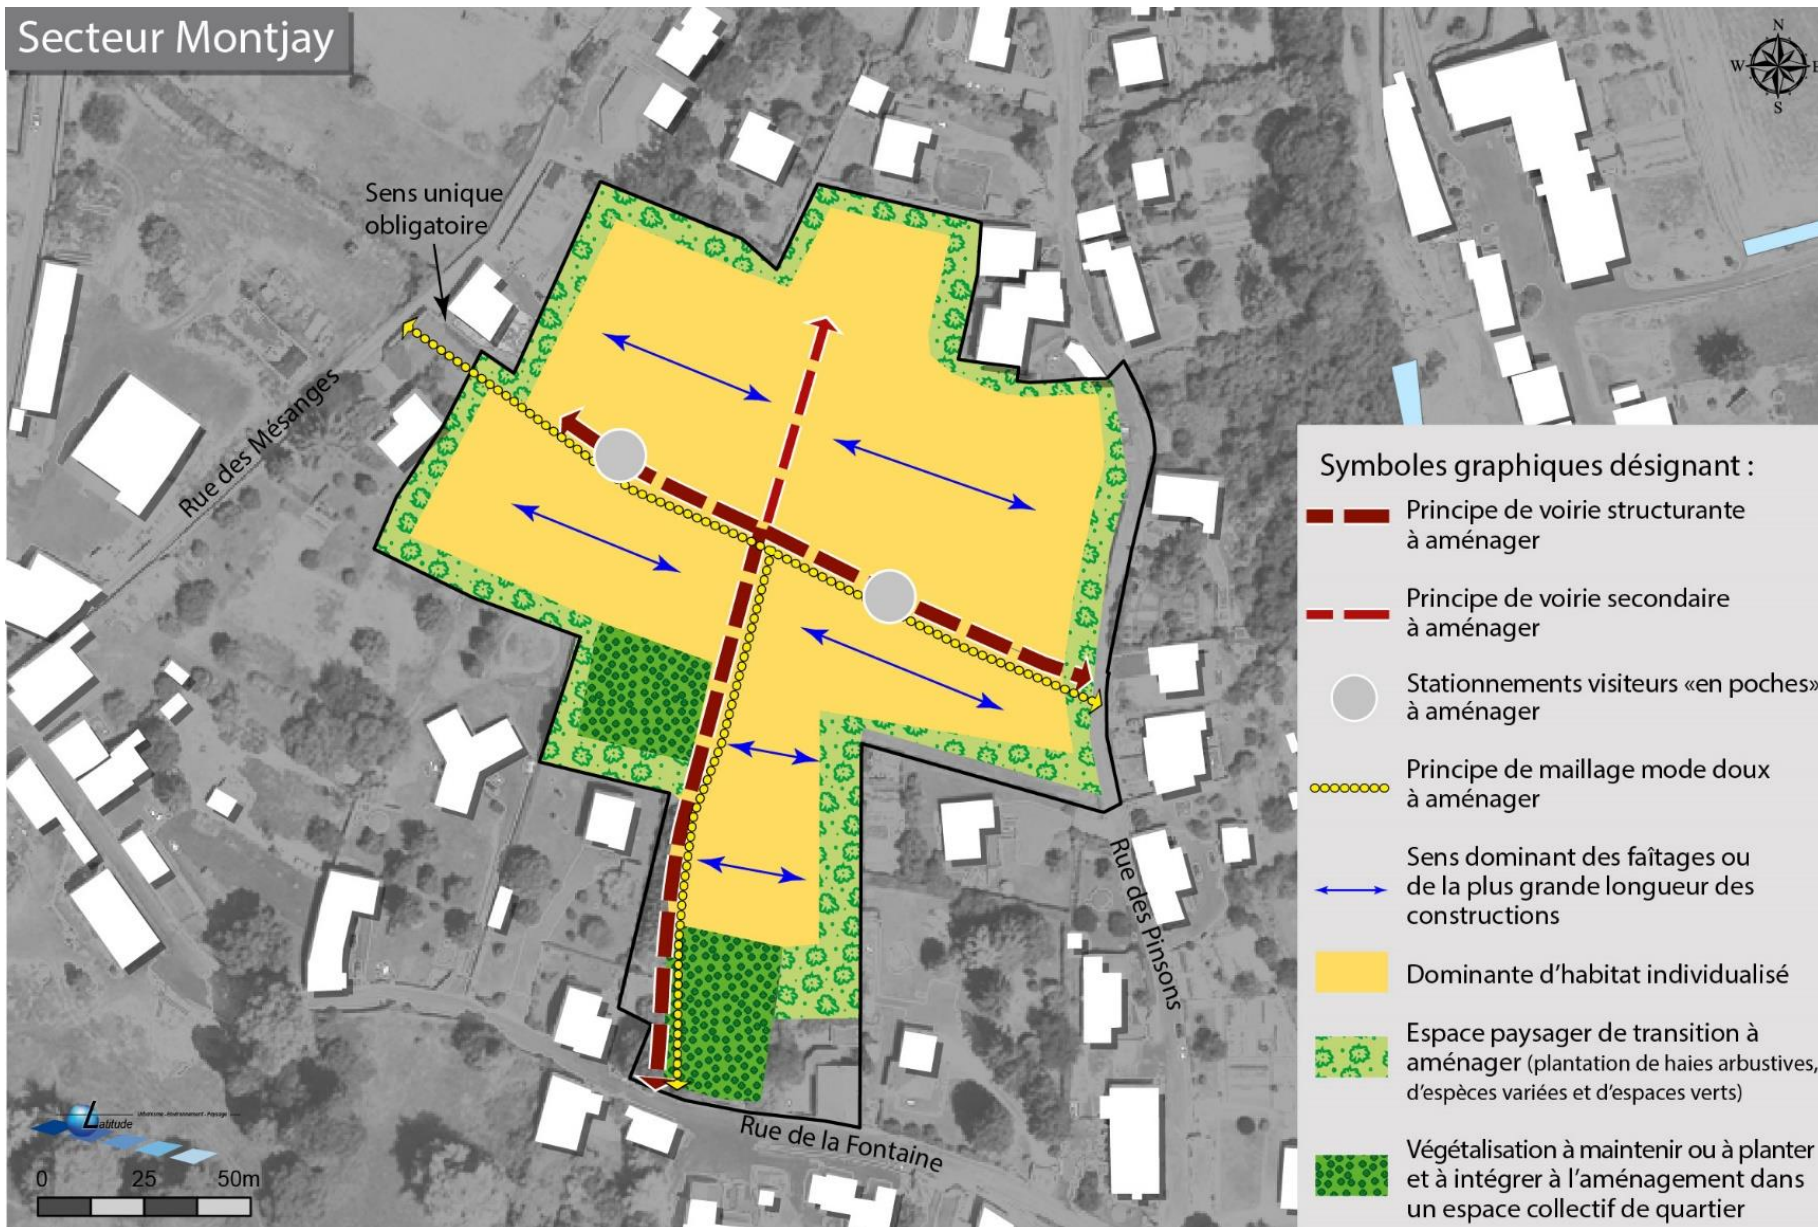 Secteur Montjay
N
W
E
S
Sens unique
obligatoire
Rue des Mésanges
Rue des Pinsons
Rue de la Fontaine
Symboles graphiques désignant :
Principe de voirie structurante
à aménager
Principe de voirie secondaire
à aménager
Stationnements visiteurs «en poches»
à aménager
Principe de maillage mode doux
à aménager
Sens dominant des faîtages ou
de la plus grande longueur des
constructions
Dominante d'habitat individualisé
Espace paysager de transition à
aménager (plantation de haies arbustives,
d'espèces variées et d'espaces verts)
Végétalisation à maintenir ou à planter
et à intégrer à l'aménagement dans
un espace collectif de quartier
Urbanisme - Environnement - Paysage
Latitude
0 25 50m